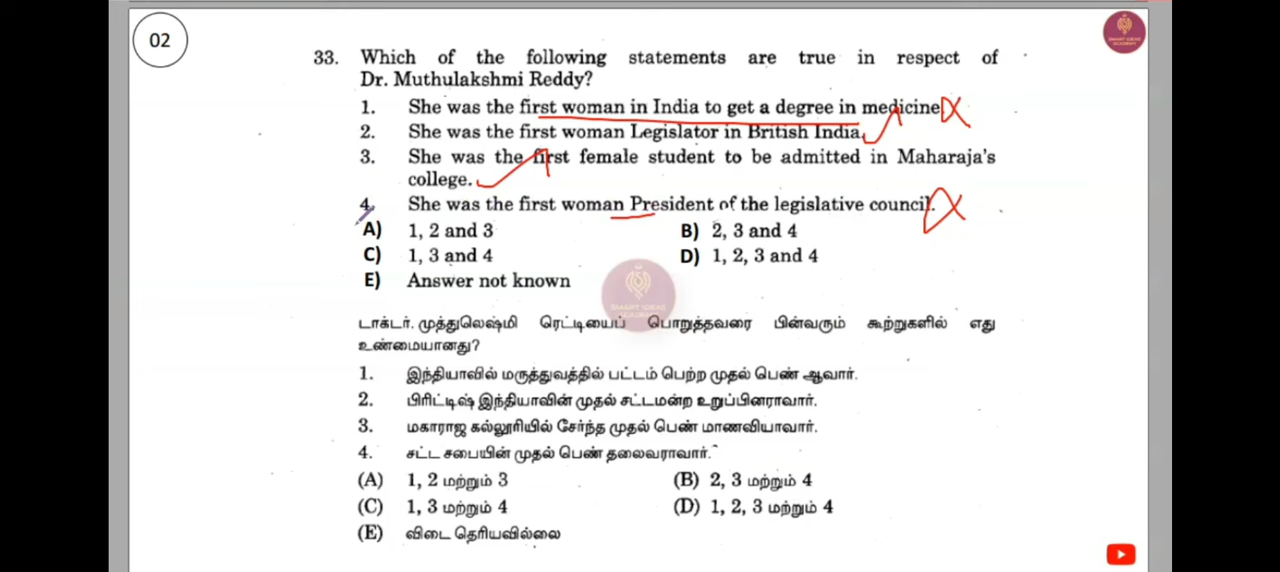 02
33. Which of the following statements are true in respect of
Dr. Muthulakshmi Reddy?
1. She was the first woman in India to get a degree in medicine
2. She was the first woman Legislator in British India.
3. She was the first female student to be admitted in Maharaja's
college.
4. She was the first woman President of the legislative council.
A) 1, 2 and 3 B) 2, 3 and 4
C) 1, 3 and 4 D) 1, 2, 3 and 4
E) Answer not known
SMART IDEAS
ACADEMY
டாக்டர். முத்துலெஷ்மி ரெட்டியைப் பொறுத்தவரை பின்வரும் கூற்றுகளில் எது
உண்மையானது?
1. இந்தியாவில் மருத்துவத்தில் பட்டம் பெற்ற முதல் பெண் ஆவார்.
2. பிரிட்டிஷ் இந்தியாவின் முதல் சட்டமன்ற உறுப்பினராவார்.
3. மகாராஜ கல்லூரியில் சேர்ந்த முதல் பெண் மாணவியாவார்.
4. சட்ட சபையின் முதல் பெண் தலைவராவார்.
(A) 1, 2 மற்றும் 3 (B) 2, 3 மற்றும் 4
(C) 1, 3 மற்றும் 4 (D) 1, 2, 3 மற்றும் 4
(E) விடை தெரியவில்லை